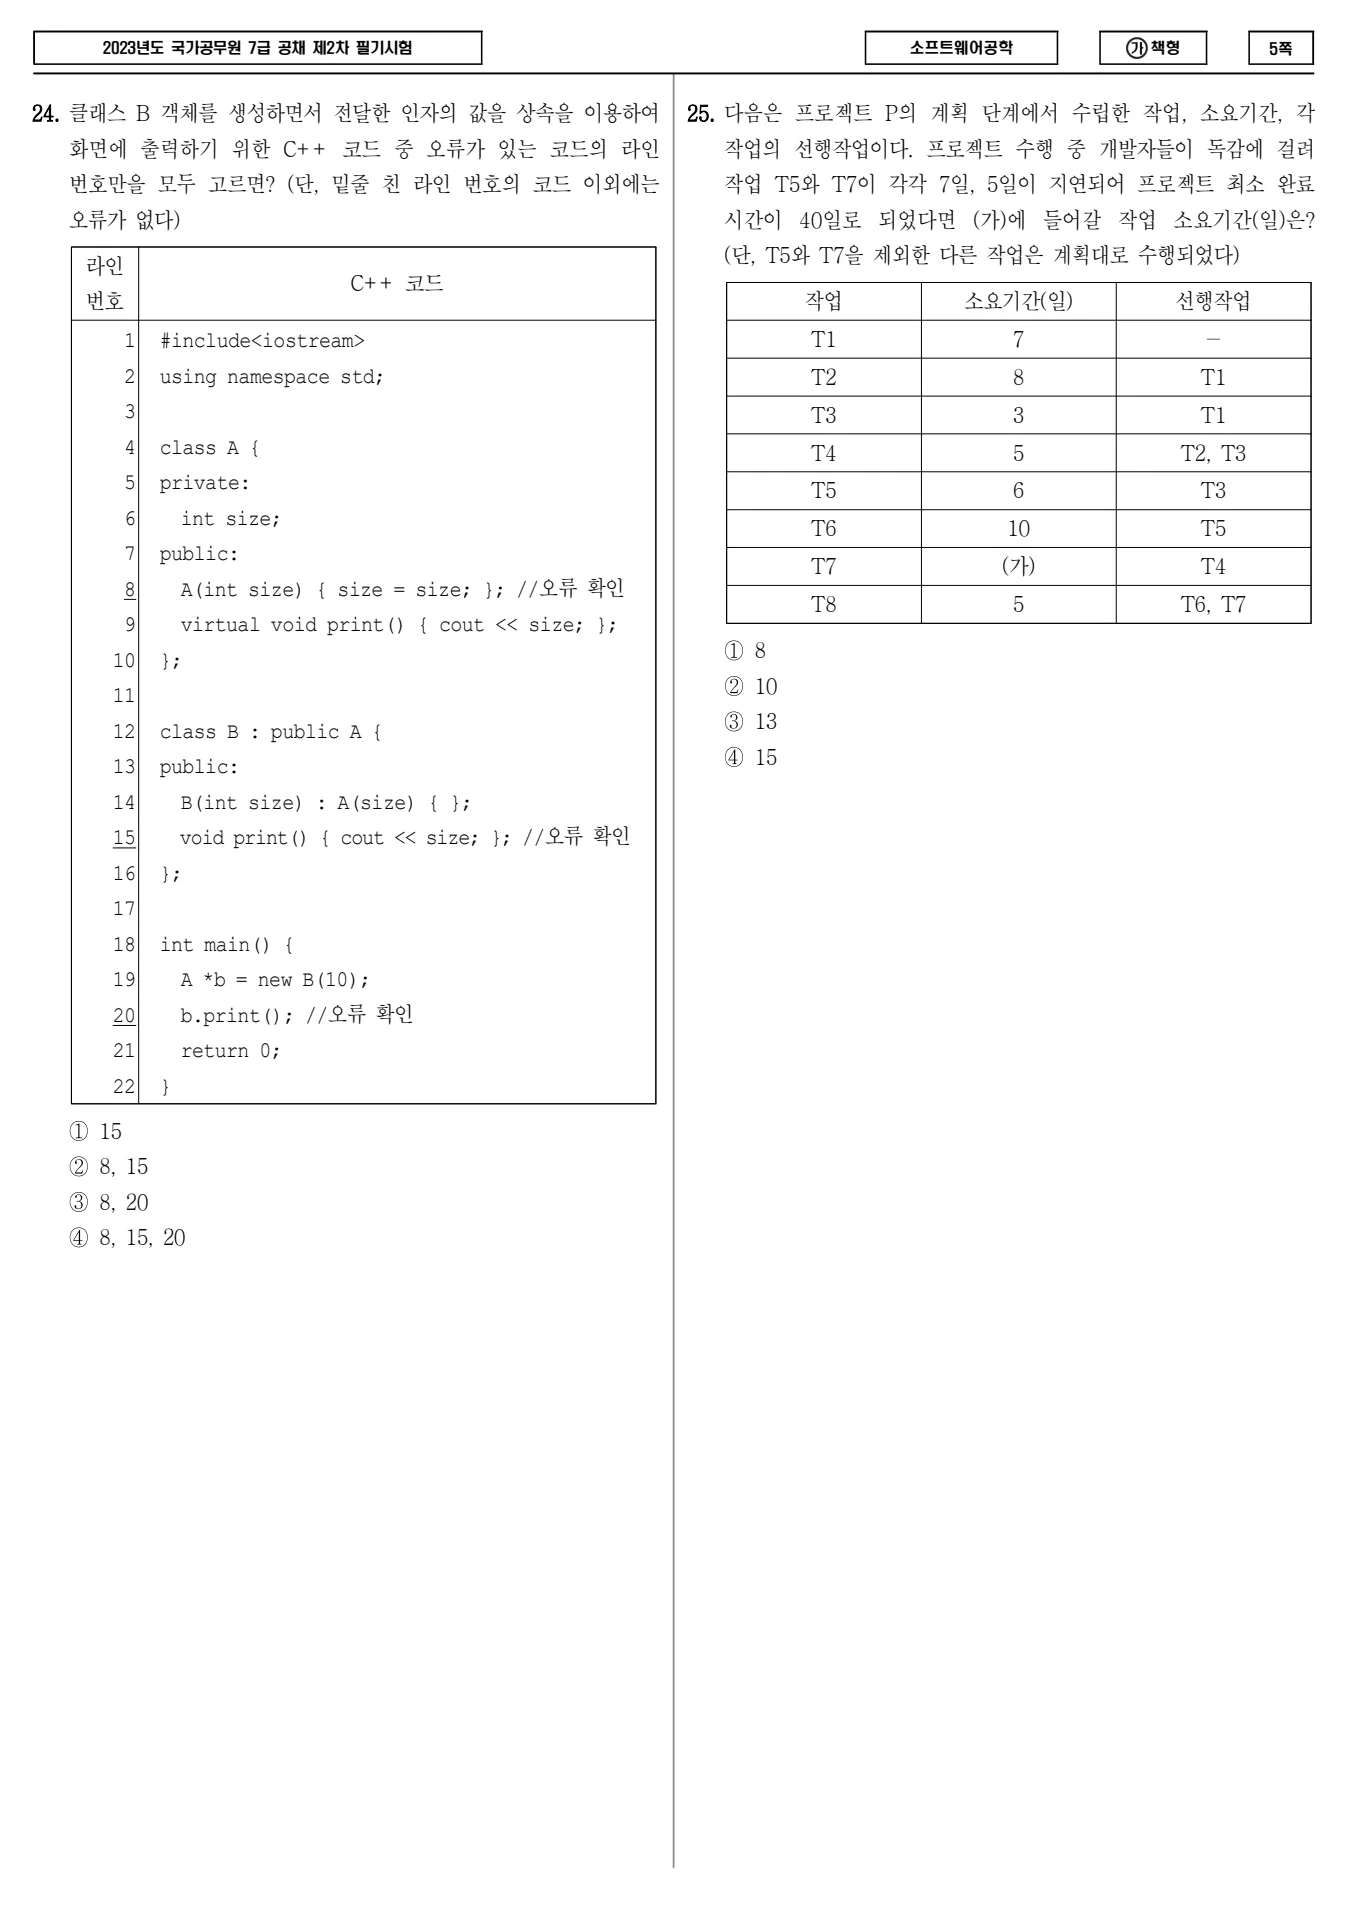 2023년도 국가공무원 7급 공채 제2차 필기시험
소프트웨어공학
㉮책형
5쪽
24. 클래스 B 객체를 생성하면서 전달한 인자의 값을 상속을 이용하여
화면에 출력하기 위한 C++ 코드 중 오류가 있는 코드의 라인
번호만을 모두 고르면? (단, 밑줄 친 라인 번호의 코드 이외에는
오류가 없다)
라인
번호
C++ 코드
1 #include<iostream>
2 using namespace std;
3
4 class A {
5 private:
6 int size;
7 public:
8 A(int size) { size = size; }; //오류 확인
9 virtual void print() { cout << size; };
10 };
11
12 class B : public A {
13 public:
14 B(int size) : A(size) { };
15 void print() { cout << size; }; //오류 확인
16 };
17
18 int main() {
19 A *b = new B(10);
20 b.print(); //오류 확인
21 return 0;
22 }
① 15
② 8, 15
③ 8, 20
④ 8, 15, 20
25. 다음은 프로젝트 P의 계획 단계에서 수립한 작업, 소요기간, 각
작업의 선행작업이다. 프로젝트 수행 중 개발자들이 독감에 걸려
작업 T5와 T7이 각각 7일, 5일이 지연되어 프로젝트 최소 완료
시간이 40일로 되었다면 (가)에 들어갈 작업 소요기간(일)은?
(단, T5와 T7을 제외한 다른 작업은 계획대로 수행되었다)
작업 소요기간(일) 선행작업
T1 7 －
T2 8 T1
T3 3 T1
T4 5 T2, T3
T5 6 T3
T6 10 T5
T7 (가) T4
T8 5 T6, T7
① 8
② 10
③ 13
④ 15